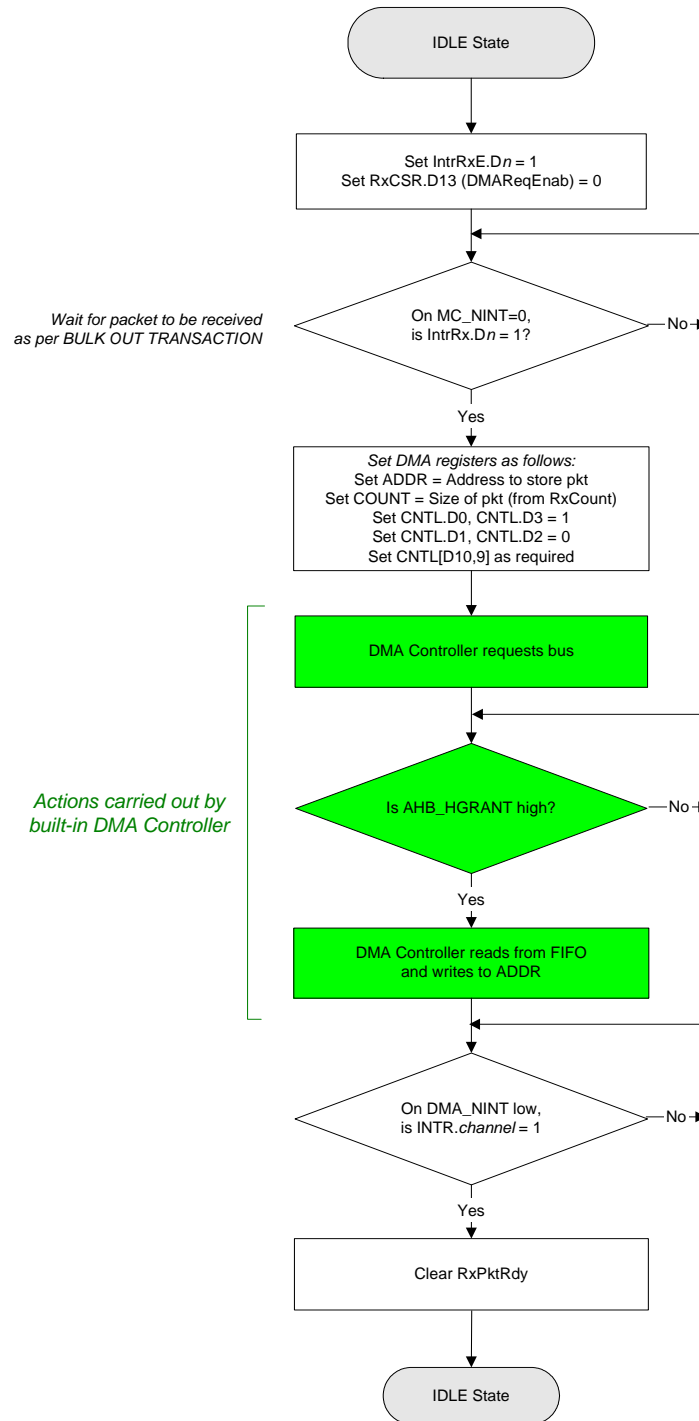 IDLE State
Set IntrRxE.Dn = 1
Set RxCSR.D13 (DMAReqEnab) = 0
Wait for packet to be received
as per BULK OUT TRANSACTION
On MC_NINT=0,
is IntrRx.Dn = 1?
No
Yes
Set DMA registers as follows:
Set ADDR = Address to store pkt
Set COUNT = Size of pkt (from RxCount)
Set CNTL.D0, CNTL.D3 = 1
Set CNTL.D1, CNTL.D2 = 0
Set CNTL[D10,9] as required
DMA Controller requests bus
Actions carried out by
built-in DMA Controller
Is AHB_HGRANT high?
No
Yes
DMA Controller reads from FIFO
and writes to ADDR
On DMA_NINT low,
is INTR.channel = 1
No
Yes
Clear RxPktRdy
IDLE State